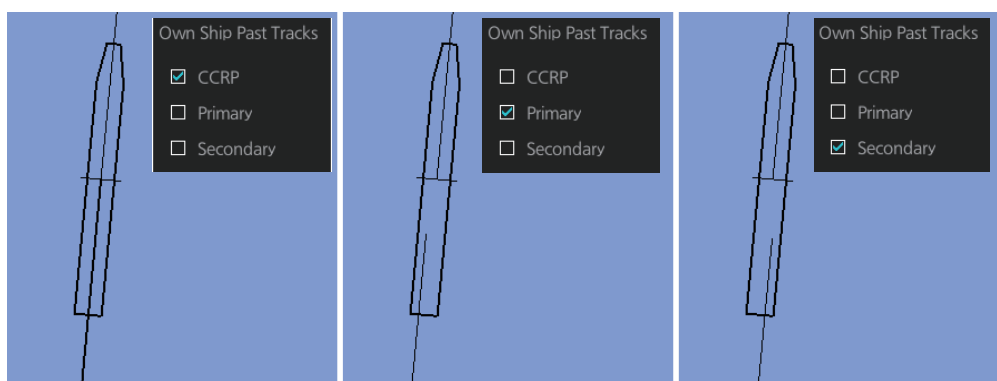 Own Ship Past Tracks
CCRP
Primary
Secondary
Own Ship Past Tracks
CCRP
Primary
Secondary
Own Ship Past Tracks
CCRP
Primary
Secondary